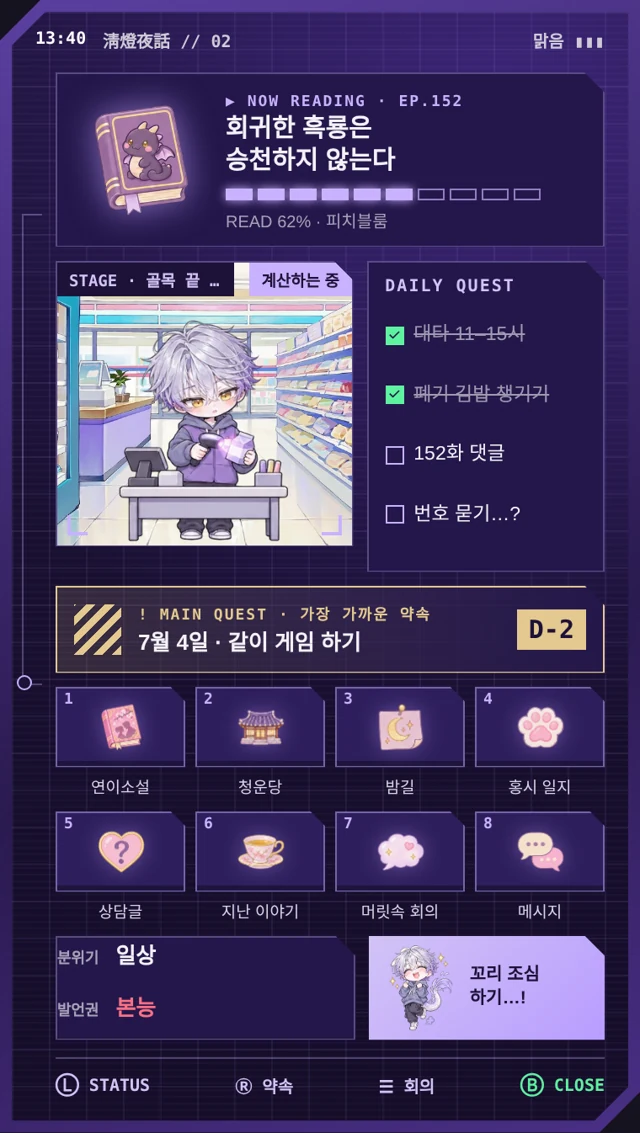 13:40 淸燈夜話 // 02
맑음
▶ NOW READING · EP.152
회귀한 흑룡은
승천하지 않는다
READ 62% · 피치블룸
STAGE · 골목 끝 …
계산하는 중
DAILY QUEST
대타 11-15시
폐기 김밥 챙기기
152화 댓글
번호 묻기…?
! MAIN QUEST · 가장 가까운 약속
7월 4일 · 같이 게임 하기
D-2
1
연이소설
2
청운당
3
밤길
4
홍시 일지
5
?
상담글
6
지난 이야기
7
머릿속 회의
8
메시지
분위기 일상
발언권 본능
꼬리 조심
하기…!
Ⓛ STATUS
Ⓡ 약속
☰ 회의
Ⓑ CLOSE